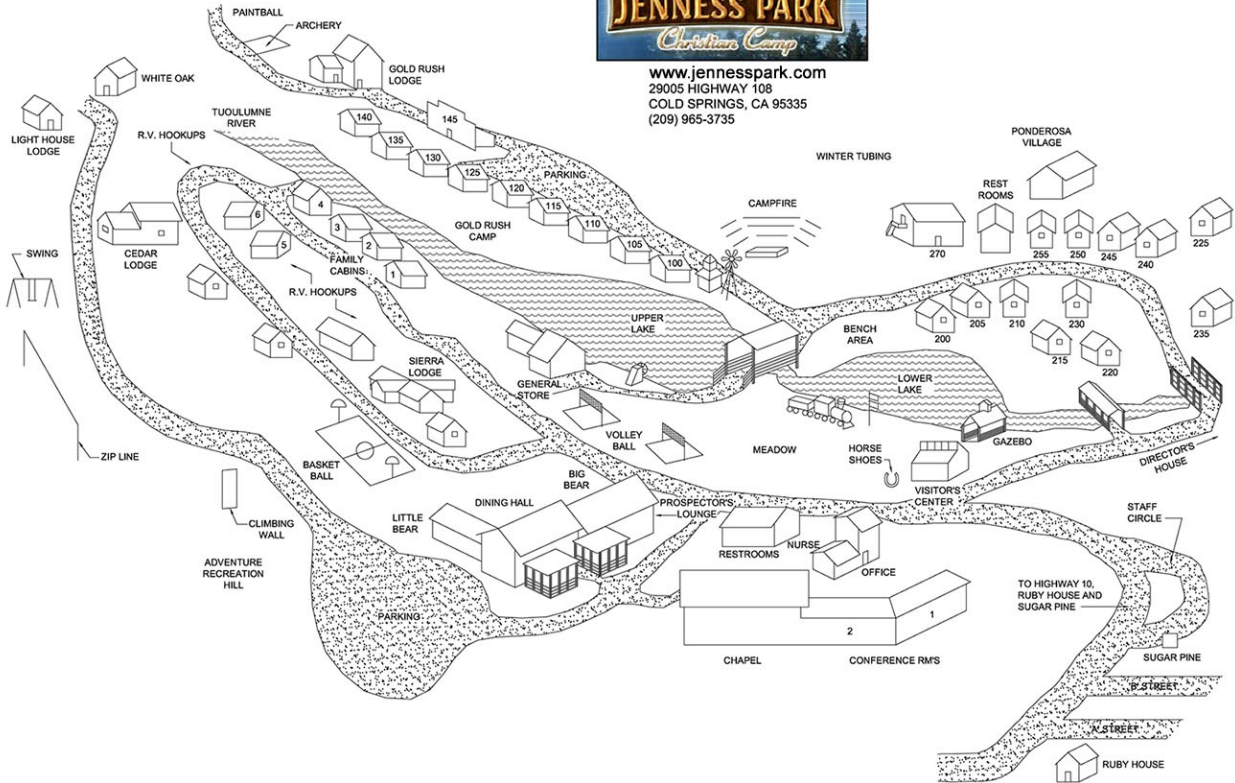 JENNESS PARK
Christian Camp
www.jennesspark.com
29005 HIGHWAY 108
COLD SPRINGS, CA 95335
(209) 965-3735
PAINTBALL
ARCHERY
GOLD RUSH
LODGE
WHITE OAK
LIGHT HOUSE
LODGE
TUOULUMNE
RIVER
R.V. HOOKUPS
140
145
135
130
125
120
115
110
105
100
PARKING
WINTER TUBING
PONDEROSA
VILLAGE
REST
ROOMS
CAMPFIRE
270
255
250
245
240
225
GOLD RUSH
CAMP
6
5
4
3
2
1
FAMILY
CABINS
R.V. HOOKUPS
CEDAR
LODGE
SWING
UPPER
LAKE
BENCH
AREA
200
205
210
230
215
220
235
SIERRA
LODGE
GENERAL
STORE
LOWER
LAKE
VOLLEY
BALL
MEADOW
HORSE
SHOES
GAZEBO
VISITOR'S
CENTER
DIRECTOR'S
HOUSE
ZIP LINE
BASKET
BALL
BIG
BEAR
DINING HALL
LITTLE
BEAR
PROSPECTOR'S
LOUNGE
RESTROOMS
NURSE
OFFICE
CLIMBING
WALL
ADVENTURE
RECREATION
HILL
PARKING
STAFF
CIRCLE
TO HIGHWAY 10,
RUBY HOUSE AND
SUGAR PINE
1
2
CHAPEL
CONFERENCE RM'S
SUGAR PINE
B' STREET
A' STREET
RUBY HOUSE